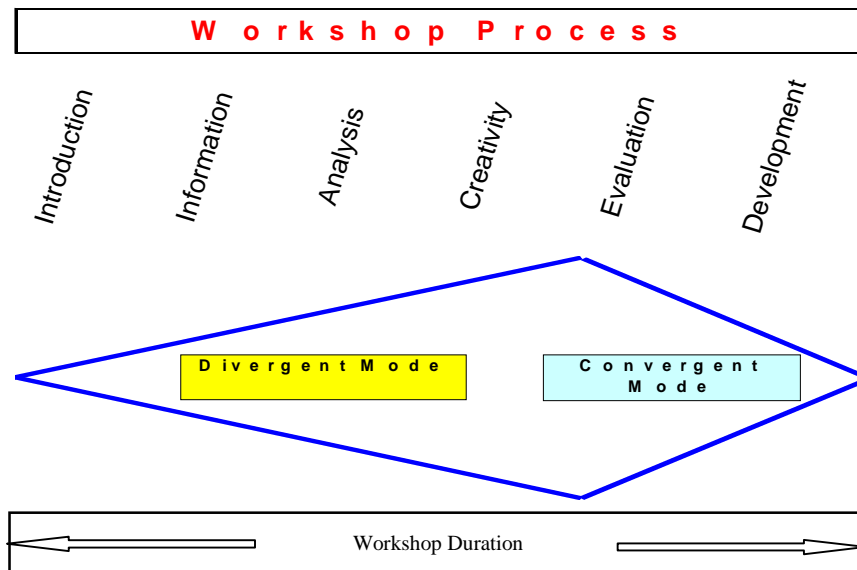 Workshop Process
Introduction
Information
Analysis
Creativity
Evaluation
Development
Divergent Mode
Convergent
Mode
Workshop Duration